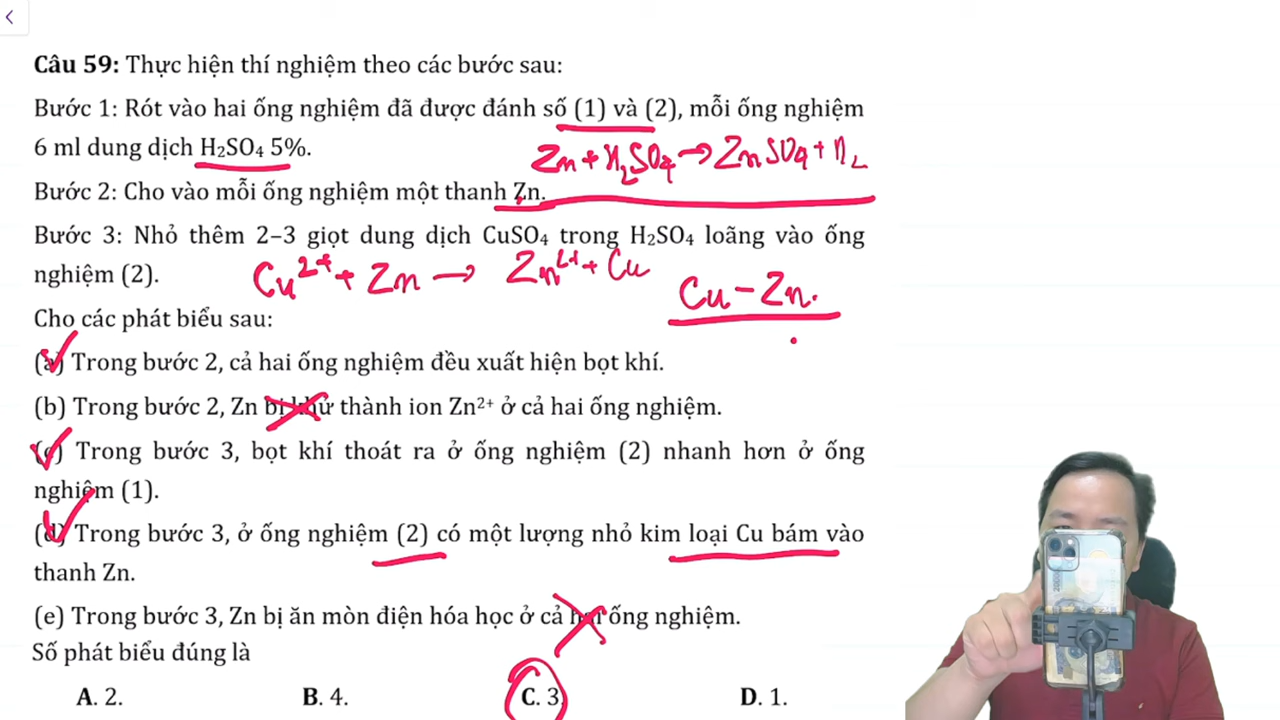 Câu 59: Thực hiện thí nghiệm theo các bước sau:
Bước 1: Rót vào hai ống nghiệm đã được đánh số (1) và (2), mỗi ống nghiệm
6 ml dung dịch H₂SO₄ 5%.
Zn + H₂SO₄ → ZnSO₄ + H₂
Bước 2: Cho vào mỗi ống nghiệm một thanh Zn.
Bước 3: Nhỏ thêm 2–3 giọt dung dịch CuSO₄ trong H₂SO₄ loãng vào ống
nghiệm (2).
Cu²⁺ + Zn → Zn²⁺ + Cu
Cu – Zn.
Cho các phát biểu sau:
(a) Trong bước 2, cả hai ống nghiệm đều xuất hiện bọt khí.
(b) Trong bước 2, Zn bị khử thành ion Zn²⁺ ở cả hai ống nghiệm.
(c) Trong bước 3, bọt khí thoát ra ở ống nghiệm (2) nhanh hơn ở ống
nghiệm (1).
(d) Trong bước 3, ở ống nghiệm (2) có một lượng nhỏ kim loại Cu bám vào
thanh Zn.
(e) Trong bước 3, Zn bị ăn mòn điện hóa học ở cả hai ống nghiệm.
Số phát biểu đúng là
A. 2. B. 4. C. 3. D. 1.